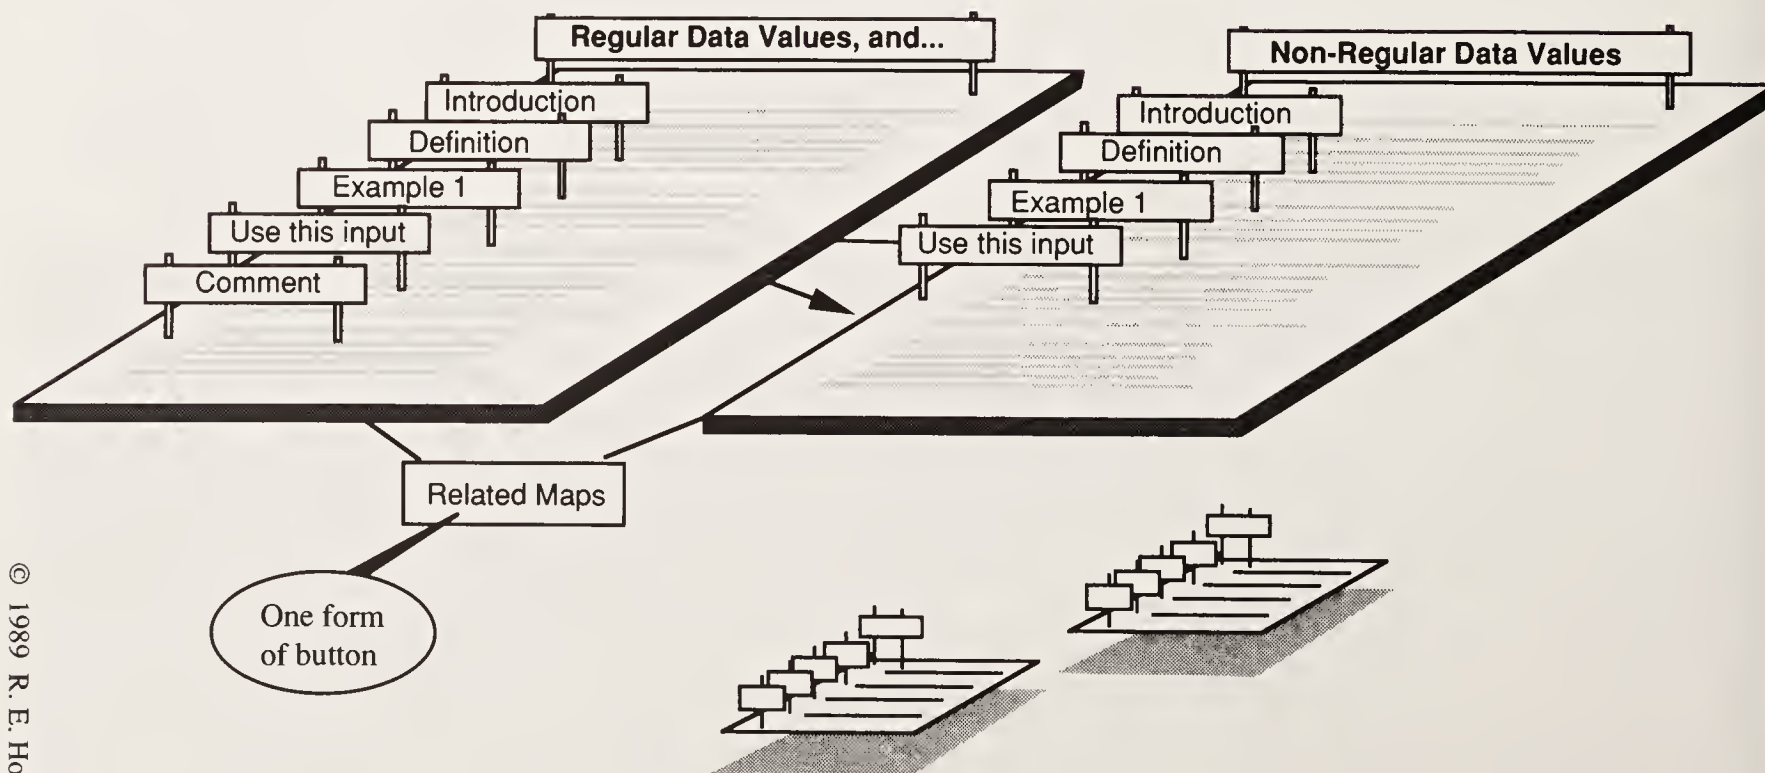 Regular Data Values, and...
Introduction
Definition
Example 1
Use this input
Comment
Non-Regular Data Values
Introduction
Definition
Example 1
Use this input
Related Maps
One form
of button
© 1989 R. E.